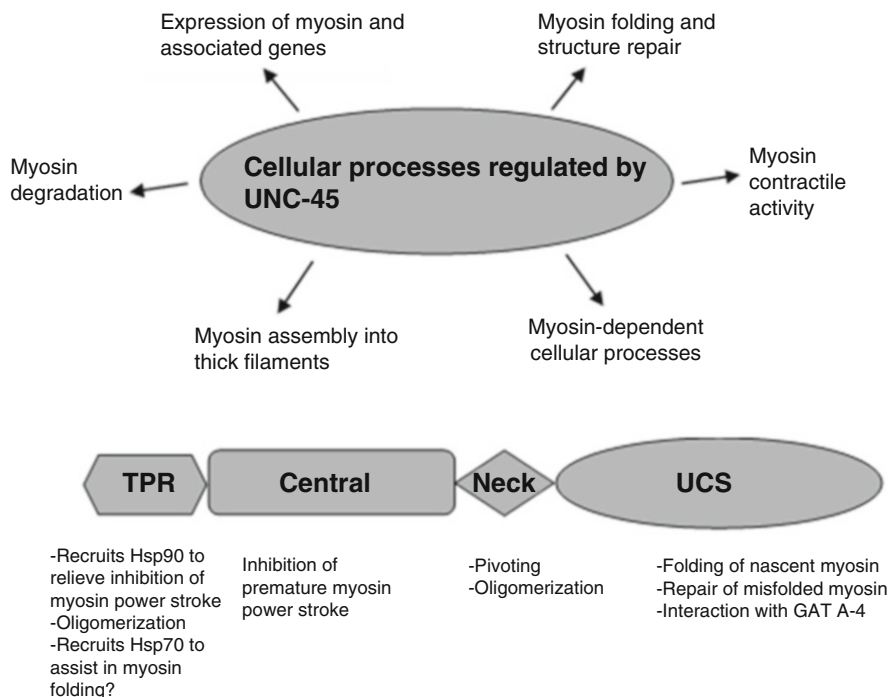 Expression of myosin and
associated genes
Myosin folding and
structure repair
Myosin
degradation
Cellular processes regulated by
UNC-45
Myosin
contractile
activity
Myosin assembly into
thick filaments
Myosin-dependent
cellular processes
TPR
Central
Neck
UCS
-Recruits Hsp90 to
relieve inhibition of
myosin power stroke
-Oligomerization
-Recruits Hsp70 to
assist in myosin
folding?
Inhibition of
premature myosin
power stroke
-Pivoting
-Oligomerization
-Folding of nascent myosin
-Repair of misfolded myosin
-Interaction with GAT A-4